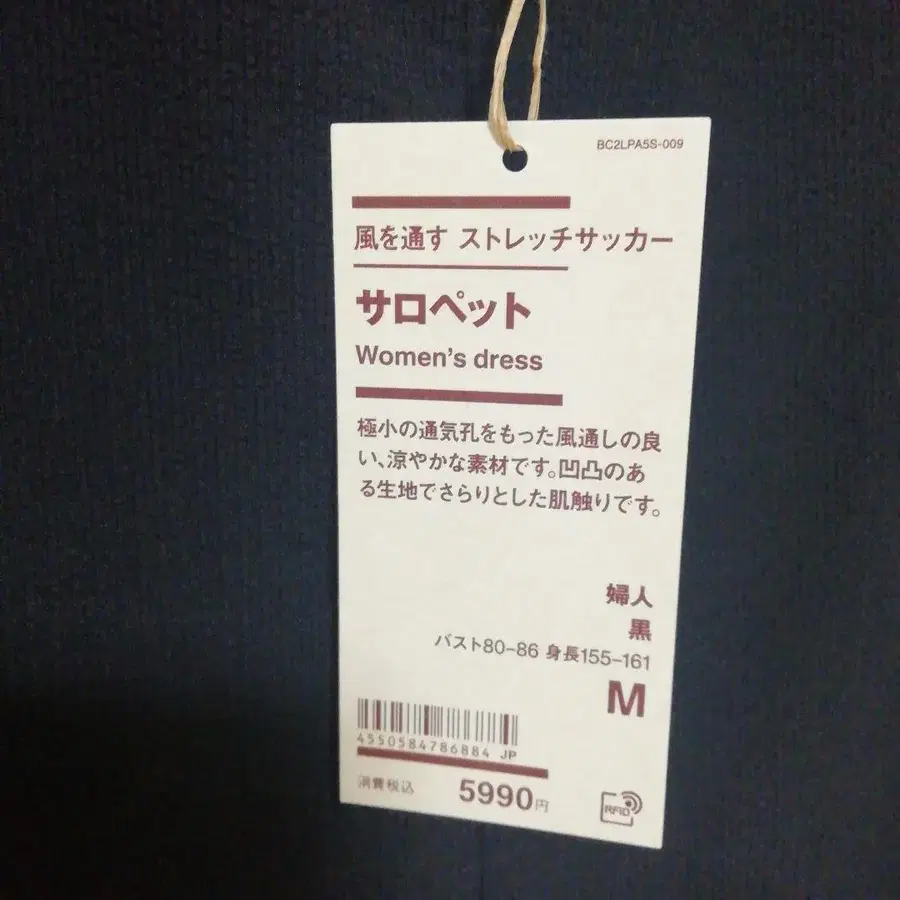 BC2LPA5S-009
風を通す ストレッチサッカー
サロペット
Women's dress
極小の通気孔をもった風通しの良
い、涼やかな素材です。凹凸のあ
る生地でさらりとした肌触りです。
婦人
黒
バスト80-86 身長155-161
M
4550584786884 JP
消費税込 5990円
RFID